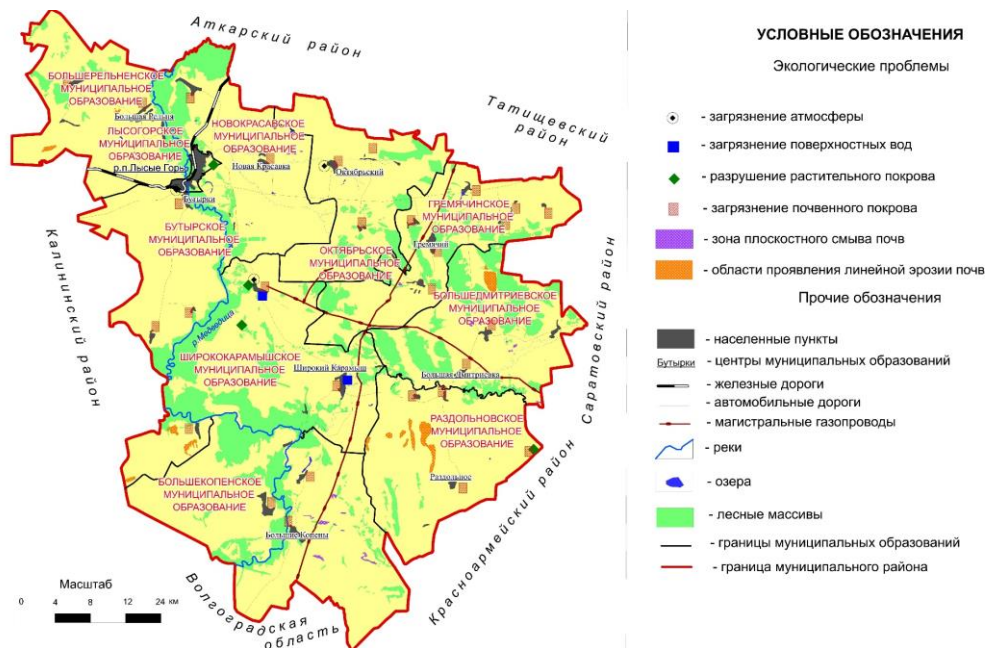 Аткарский район
Татищевский
район
БОЛЬШЕРЕЛЬНЕНСКОЕ
МУНИЦИПАЛЬНОЕ
ОБРАЗОВАНИЕ
Большая Рельня
ЛЫСОГОРСКОЕ
МУНИЦИПАЛЬНОЕ
ОБРАЗОВАНИЕ
р.п.Лысые Горы
НОВОКРАСАВСКОЕ
МУНИЦИПАЛЬНОЕ
ОБРАЗОВАНИЕ
Новая Красавка
Октябрьский
Бутырки
БУТЫРСКОЕ
МУНИЦИПАЛЬНОЕ
ОБРАЗОВАНИЕ
ГРЕМЯЧИНСКОЕ
МУНИЦИПАЛЬНОЕ
ОБРАЗОВАНИЕ
Гремячий
ОКТЯБРЬСКОЕ
МУНИЦИПАЛЬНОЕ
ОБРАЗОВАНИЕ
Калининский район
Саратовский район
БОЛЬШЕДМИТРИЕВСКОЕ
МУНИЦИПАЛЬНОЕ
ОБРАЗОВАНИЕ
р.Медведица
ШИРОКОКАРАМЫШСКОЕ
МУНИЦИПАЛЬНОЕ
ОБРАЗОВАНИЕ
Широкий Карамыш
Большая Дмитриевка
РАЗДОЛЬНОВСКОЕ
МУНИЦИПАЛЬНОЕ
ОБРАЗОВАНИЕ
Раздольное
БОЛЬШЕКОПЕНСКОЕ
МУНИЦИПАЛЬНОЕ
ОБРАЗОВАНИЕ
Большие Копены
Красноармейский район
Волгоградская
область
Масштаб
0 4 8 12 24 км
УСЛОВНЫЕ ОБОЗНАЧЕНИЯ
Экологические проблемы
- загрязнение атмосферы
- загрязнение поверхностных вод
- разрушение растительного покрова
- загрязнение почвенного покрова
- зона плоскостного смыва почв
- области проявления линейной эрозии почв
Прочие обозначения
- населенные пункты
Бутырки - центры муниципальных образований
- железные дороги
- автомобильные дороги
- магистральные газопроводы
- реки
- озера
- лесные массивы
- границы муниципальных образований
- граница муниципального района